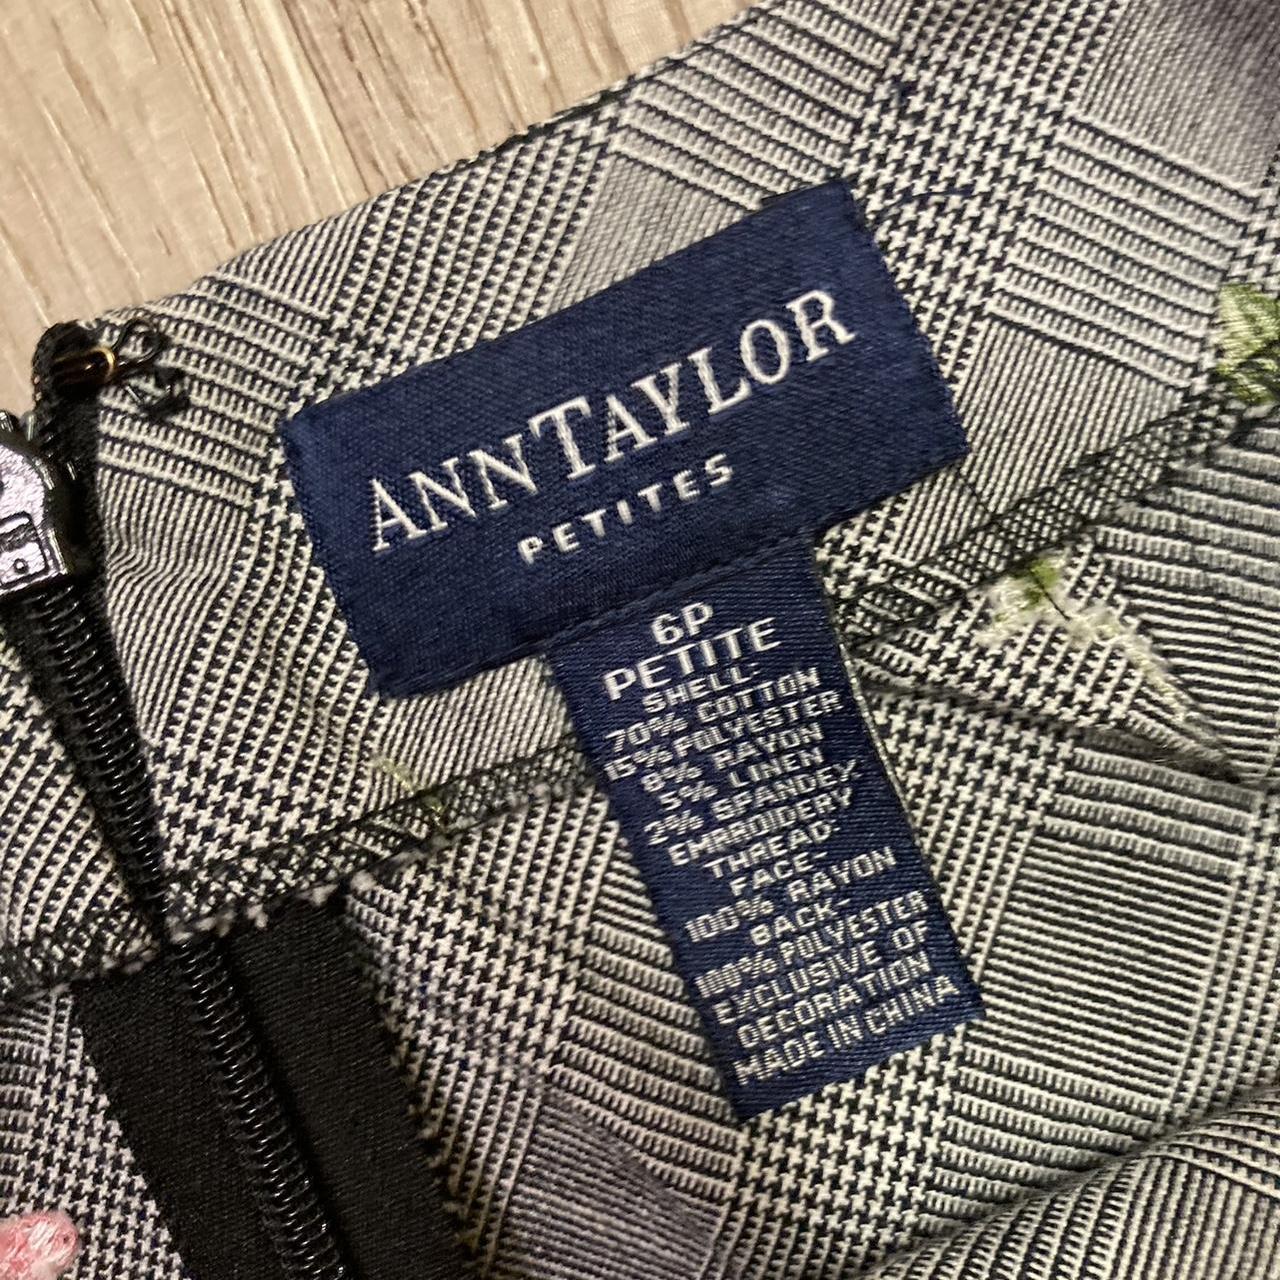 ANNTAYLOR
PETITES
6P
PETITE
SHELL-
70% COTTON
15% POLYESTER
8% RAYON
5% LINEN
2% SPANDEX-
EMBROIDERY
THREAD-
FACE-
100% RAYON
BACK-
100% POLYESTER
EXCLUSIVE OF
DECORATION
MADE IN CHINA